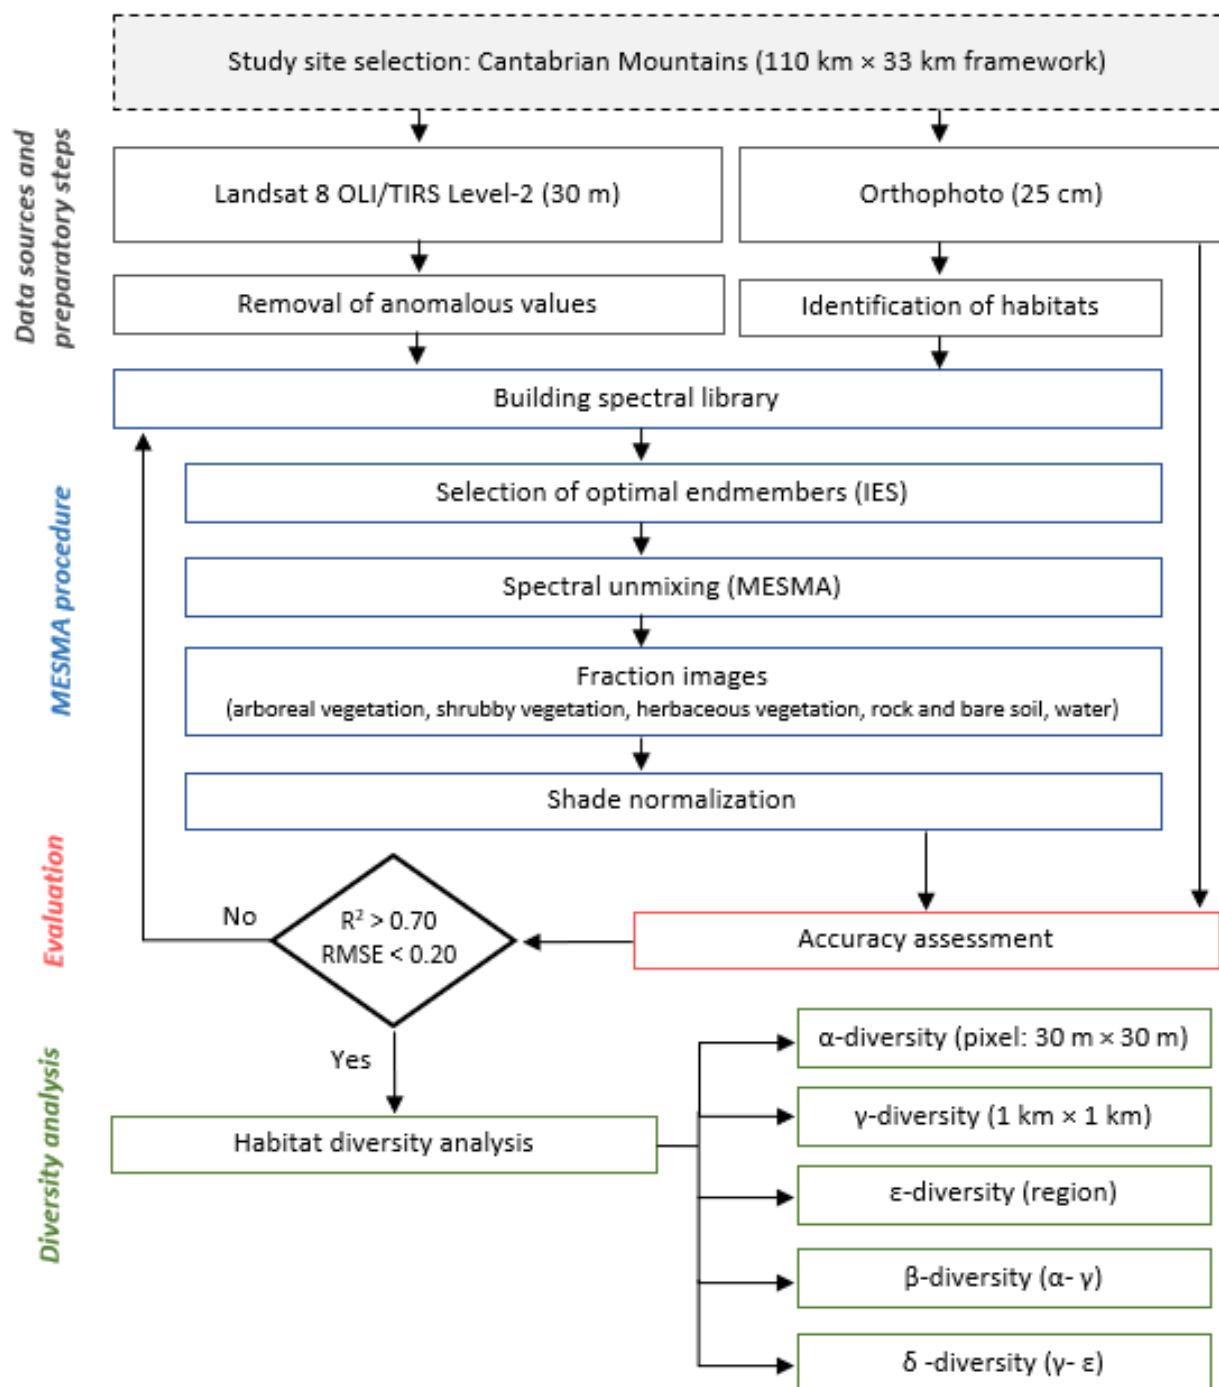 Study site selection: Cantabrian Mountains (110 km × 33 km framework)
Data sources and
preparatory steps
Landsat 8 OLI/TIRS Level-2 (30 m)
Orthophoto (25 cm)
Removal of anomalous values
Identification of habitats
Building spectral library
MESMA procedure
Selection of optimal endmembers (IES)
Spectral unmixing (MESMA)
Fraction images
(arboreal vegetation, shrubby vegetation, herbaceous vegetation, rock and bare soil, water)
Shade normalization
Evaluation
No
R² > 0.70
RMSE < 0.20
Accuracy assessment
Yes
Diversity analysis
Habitat diversity analysis
α-diversity (pixel: 30 m × 30 m)
γ-diversity (1 km × 1 km)
ε-diversity (region)
β-diversity (α- γ)
δ -diversity (γ- ε)